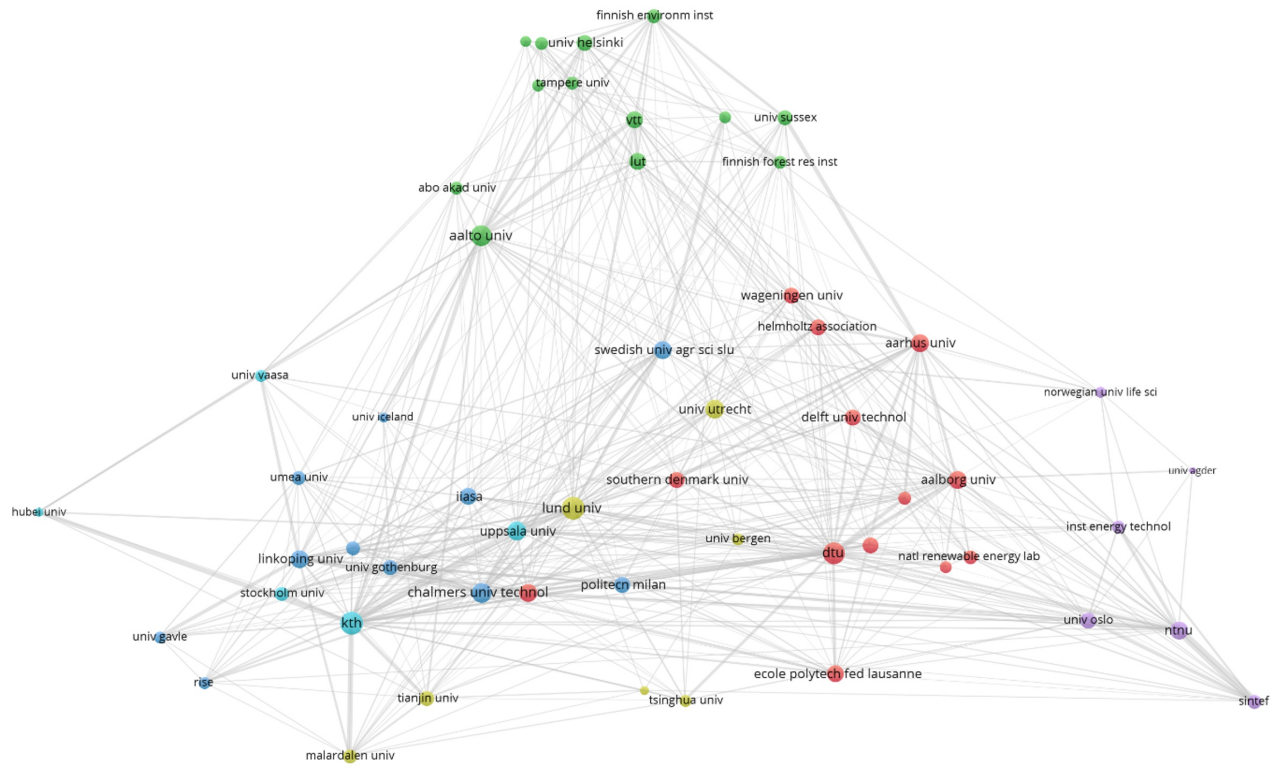 finnish environm inst
univ helsinki
tampere univ
vtt
univ sussex
lut
finnish forest res inst
abo akad univ
aalto univ
wageningen univ
helmholtz association
aarhus univ
swedish univ agr sci slu
univ vaasa
norwegian univ life sci
univ utrecht
univ iceland
delft univ technol
univ agder
umea univ
southern denmark univ
aalborg univ
iiasa
lund univ
hubei univ
uppsala univ
inst energy technol
univ bergen
dtu
natl renewable energy lab
linkoping univ
univ gothenburg
politecn milan
stockholm univ
chalmers univ technol
kth
univ oslo
ntnu
univ gavle
ecole polytech fed lausanne
rise
tianjin univ
tsinghua univ
sintef
malardalen univ